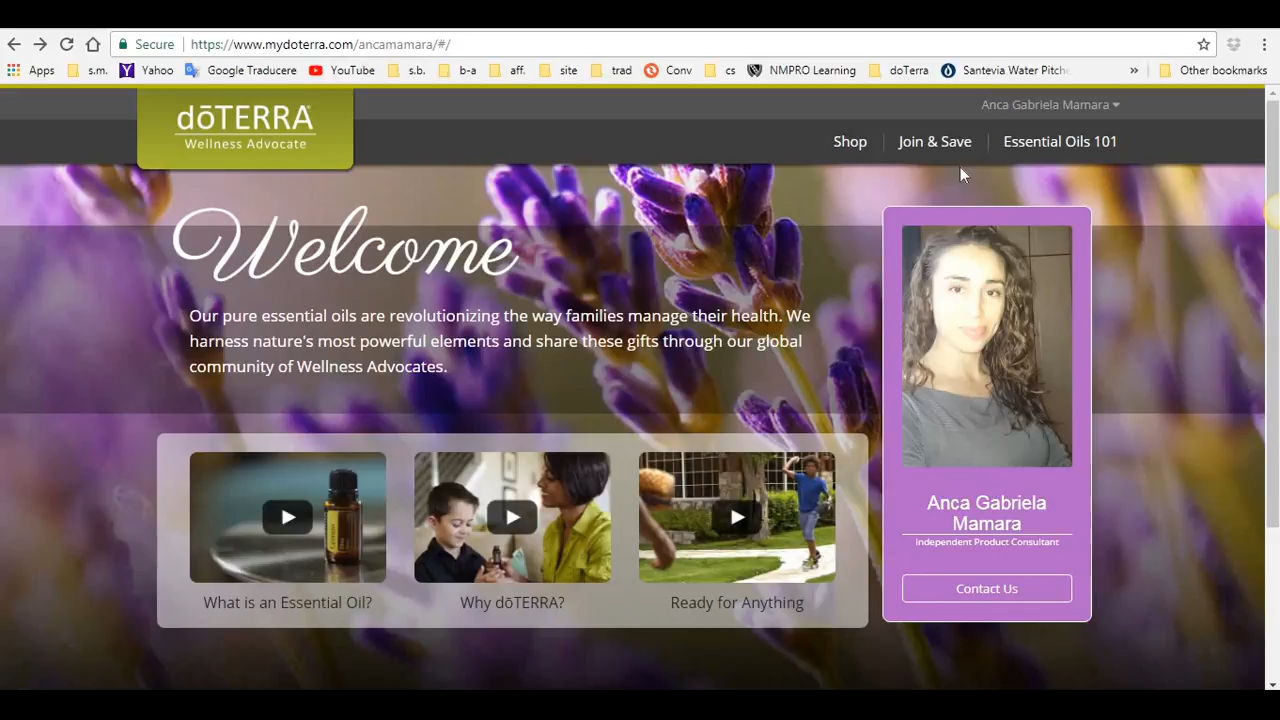 Secure
https://www.mydoterra.com/ancamamara/#/
Apps s.m. Yahoo Google Traducere YouTube s.b. b-a aff. site trad Conv cs NMPRO Learning doTerra Santevia Water Pitche » Other bookmarks
dōTERRA®
Wellness Advocate
Anca Gabriela Mamara
Shop Join & Save Essential Oils 101
Welcome
Our pure essential oils are revolutionizing the way families manage their health. We
harness nature's most powerful elements and share these gifts through our global
community of Wellness Advocates.
What is an Essential Oil?
Why dōTERRA?
Ready for Anything
Anca Gabriela
Mamara
Independent Product Consultant
Contact Us